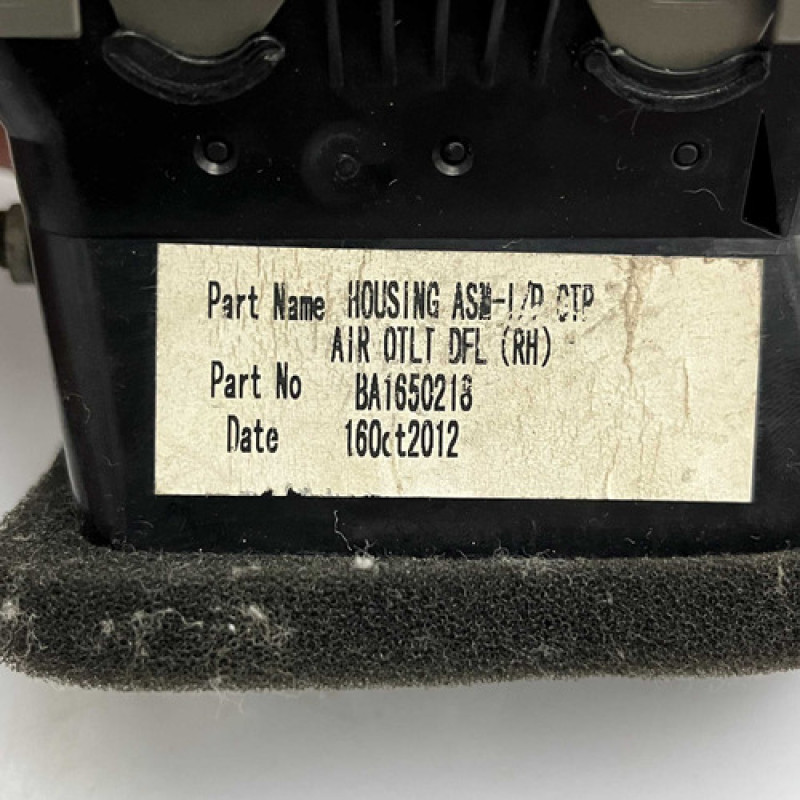 Part Name HOUSING ASM-I/P CTR
AIR OTLT DFL (RH)
Part No BA1650218
Date 16Oct2012